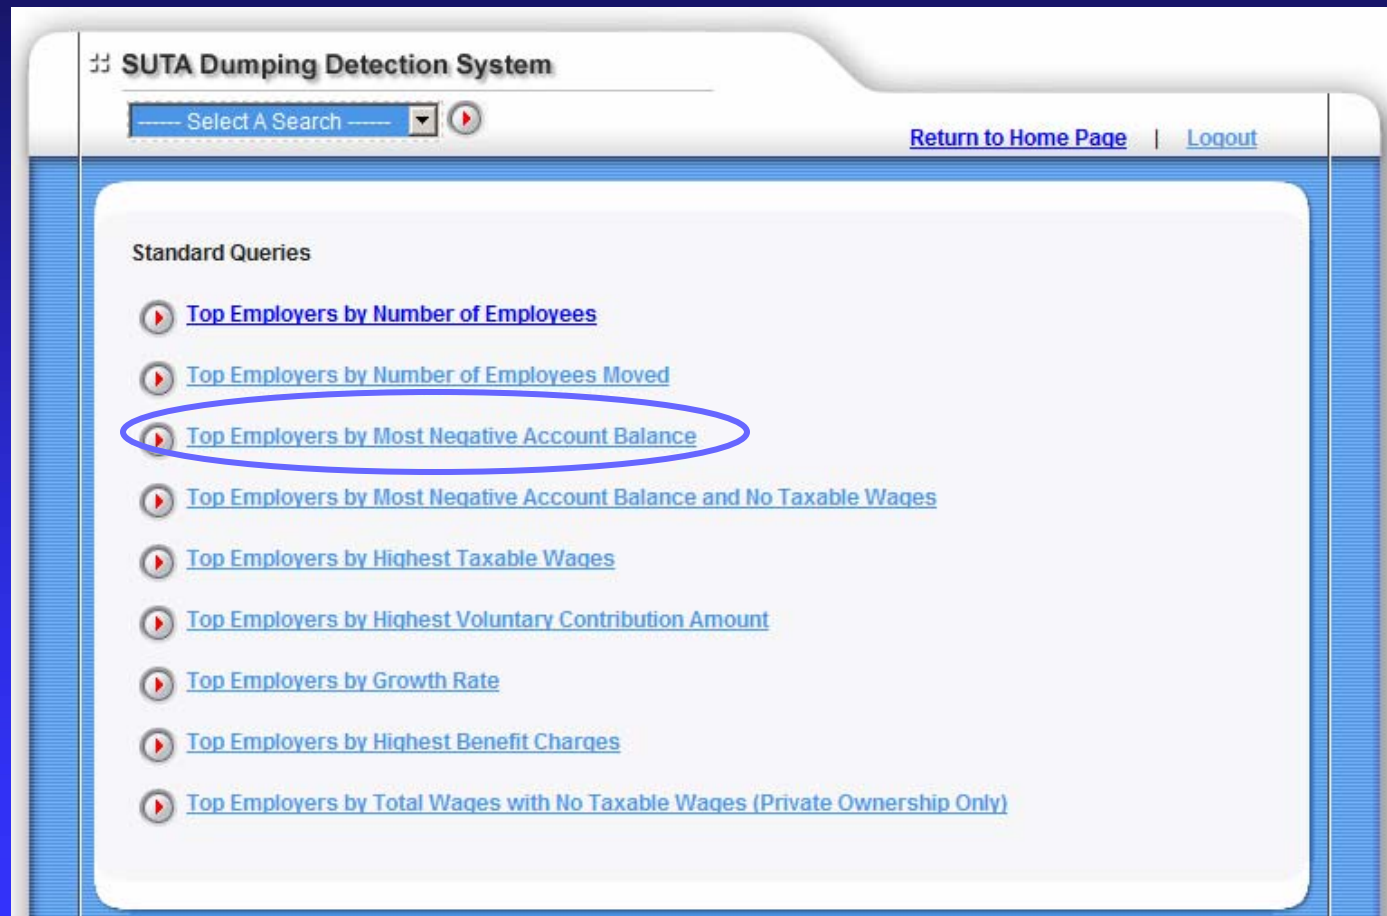 SUTA Dumping Detection System
------ Select A Search ------
Return to Home Page | Logout
Standard Queries
Top Employers by Number of Employees
Top Employers by Number of Employees Moved
Top Employers by Most Negative Account Balance
Top Employers by Most Negative Account Balance and No Taxable Wages
Top Employers by Highest Taxable Wages
Top Employers by Highest Voluntary Contribution Amount
Top Employers by Growth Rate
Top Employers by Highest Benefit Charges
Top Employers by Total Wages with No Taxable Wages (Private Ownership Only)